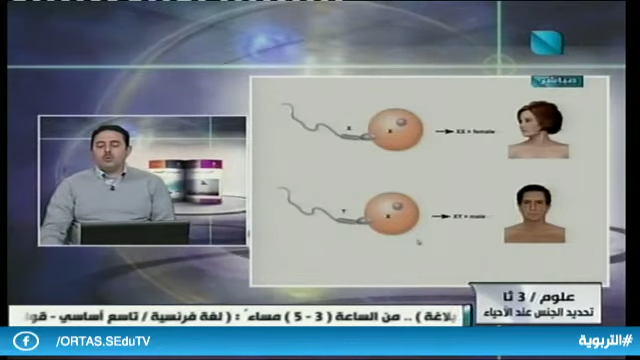 مباشر
X
X
XX = female
Y
X
XY = male
علوم / 3 ثا
تحديد الجنس عند الأحياء
بلاغة ) .. من الساعة ( 3 - 5 ) مساءً : ( لغة فرنسية / تاسع أساسي -
/ORTAS.SEduTV
#التربوية